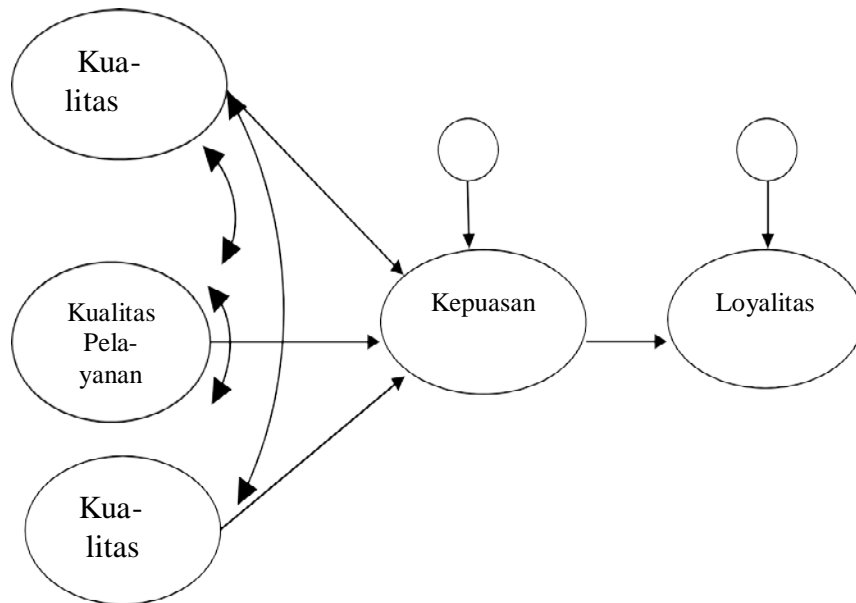 Kua-
litas
Kualitas
Pela-
yanan
Kepuasan
Loyalitas
Kua-
litas